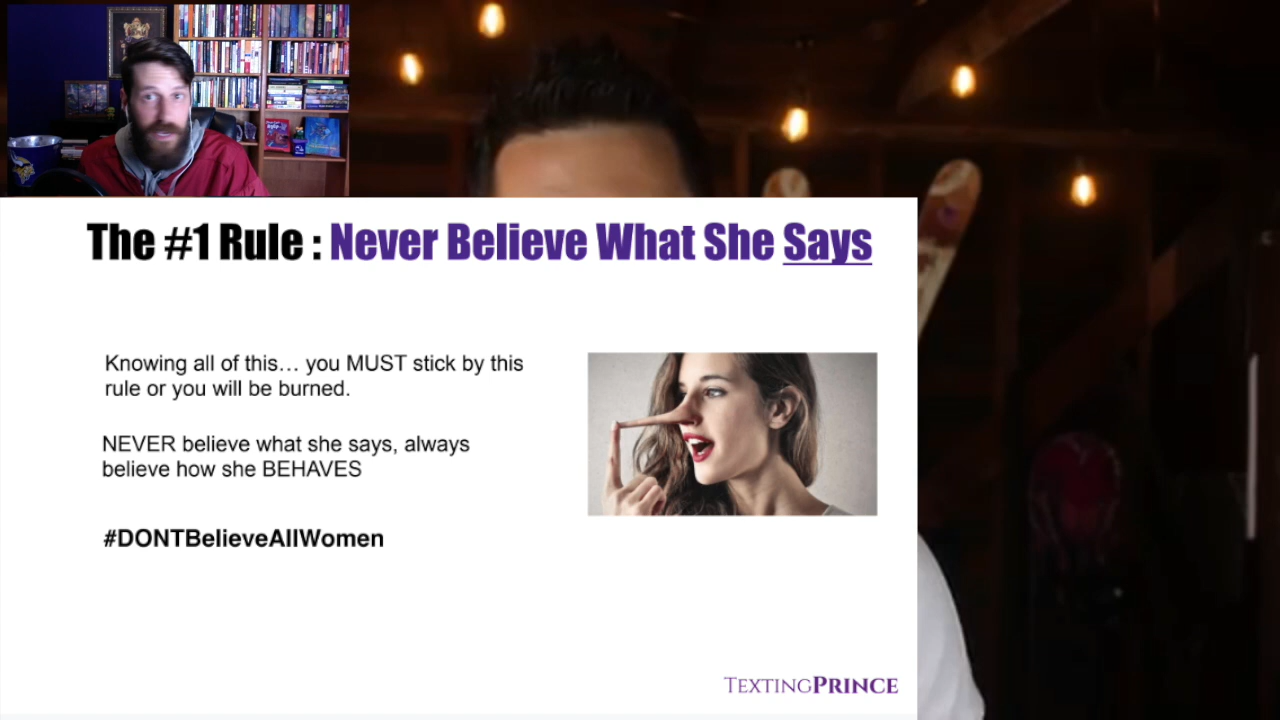 The #1 Rule : Never Believe What She Says
Knowing all of this… you MUST stick by this
rule or you will be burned.
NEVER believe what she says, always
believe how she BEHAVES
#DONTBelieveAllWomen
TEXTINGPRINCE